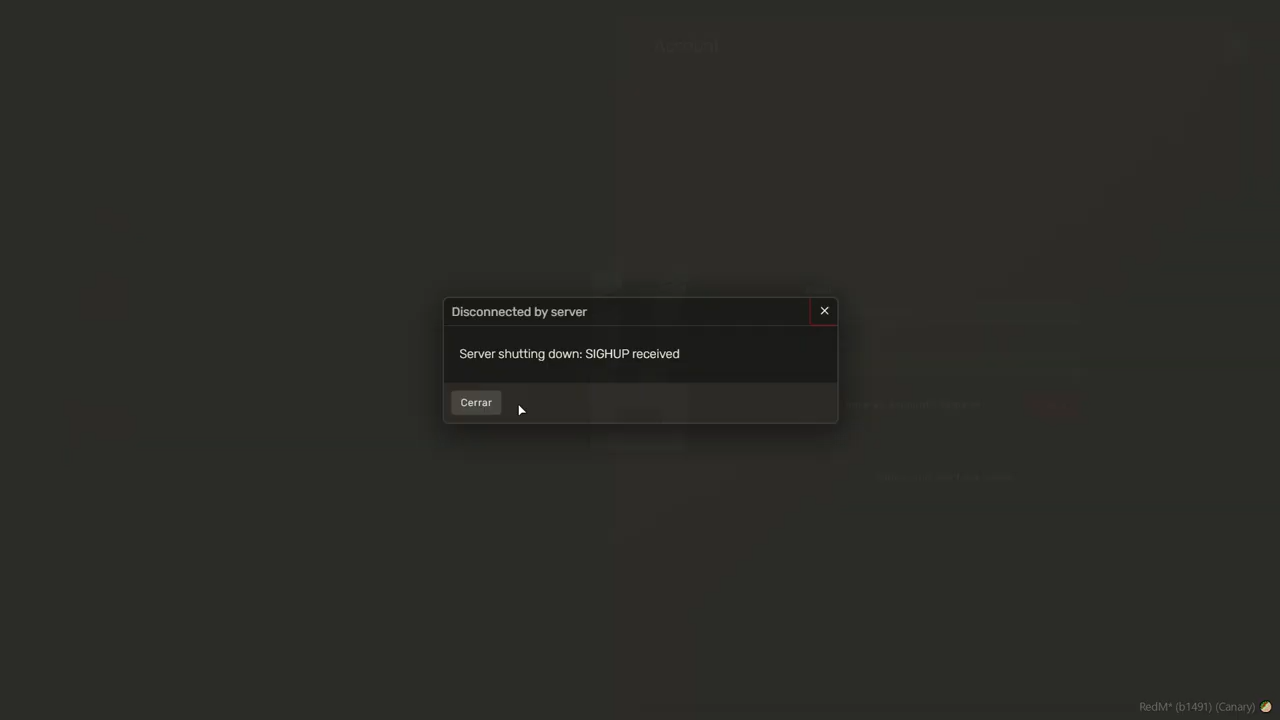 Disconnected by server
Server shutting down: SIGHUP received
Cerrar
RedM* (b1491) (Canary)